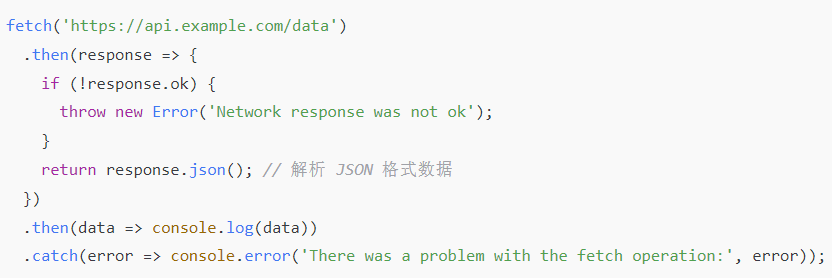 fetch('https://api.example.com/data')
  .then(response => {
    if (!response.ok) {
      throw new Error('Network response was not ok');
    }
    return response.json(); // 解析 JSON 格式数据
  })
  .then(data => console.log(data))
  .catch(error => console.error('There was a problem with the fetch operation:', error));